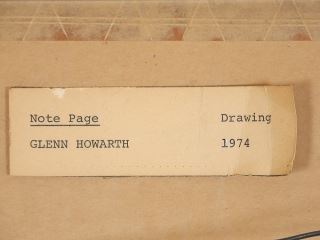 Note Page Drawing
GLENN HOWARTH 1974